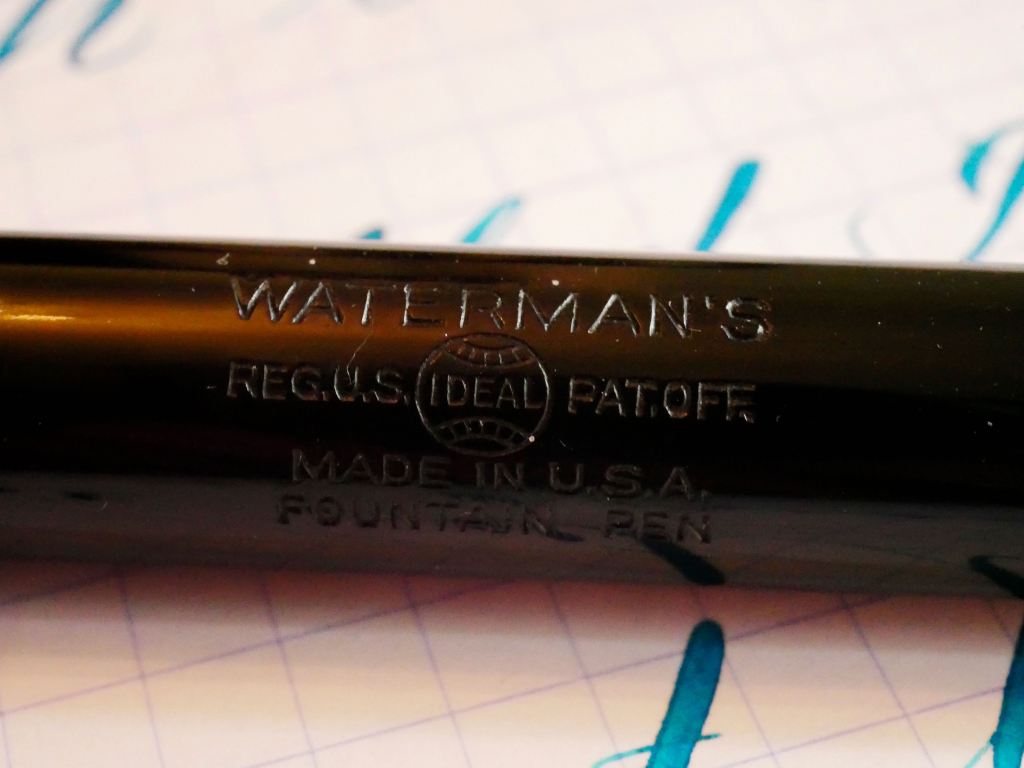 WATERMAN'S
REG.U.S. IDEAL PAT.OFF.
MADE IN U.S.A.
FOUNTAIN PEN